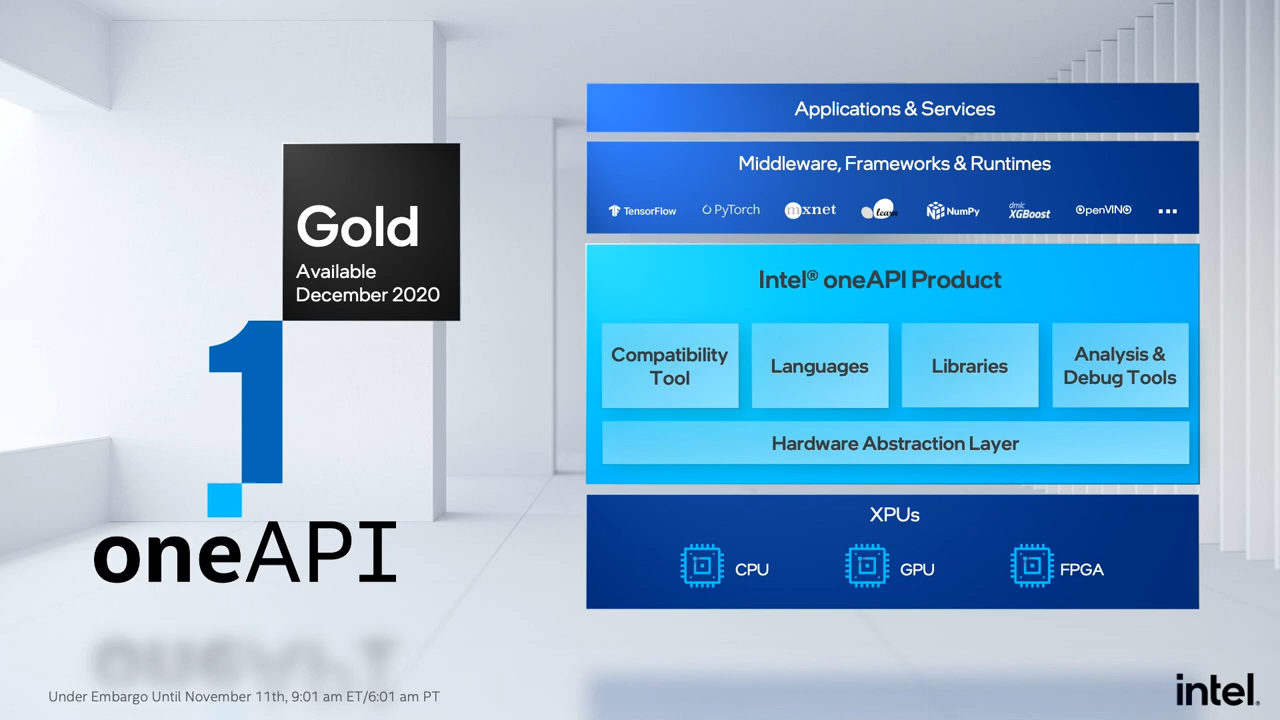 Gold
Available
December 2020
1
oneAPI
Applications & Services
Middleware, Frameworks & Runtimes
TensorFlow
PyTorch
mxnet
learn
NumPy
dmlc
XGBoost
OpenVINO
...
Intel® oneAPI Product
Compatibility
Tool
Languages
Libraries
Analysis &
Debug Tools
Hardware Abstraction Layer
XPUs
CPU
GPU
FPGA
Under Embargo Until November 11th, 9:01 am ET/6:01 am PT
intel.